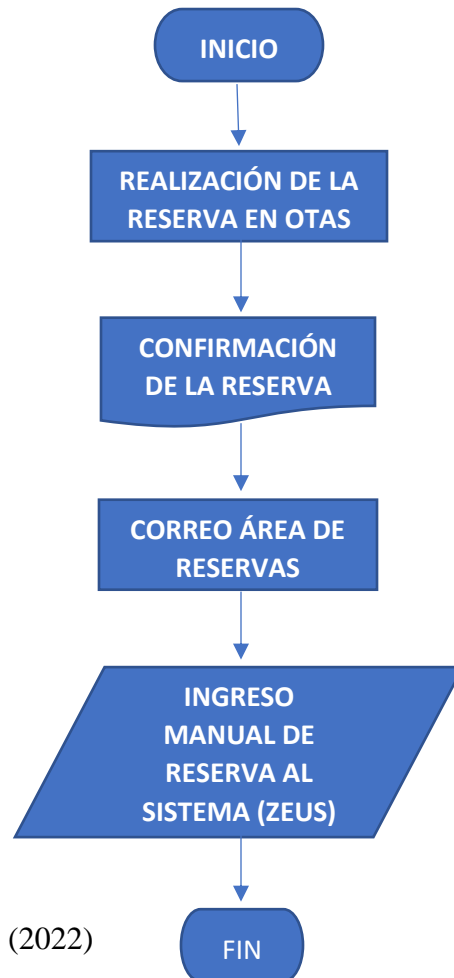 INICIO
REALIZACIÓN DE LA
RESERVA EN OTAS
CONFIRMACIÓN
DE LA RESERVA
CORREO ÁREA DE
RESERVAS
INGRESO
MANUAL DE
RESERVA AL
SISTEMA (ZEUS)
(2022)
FIN